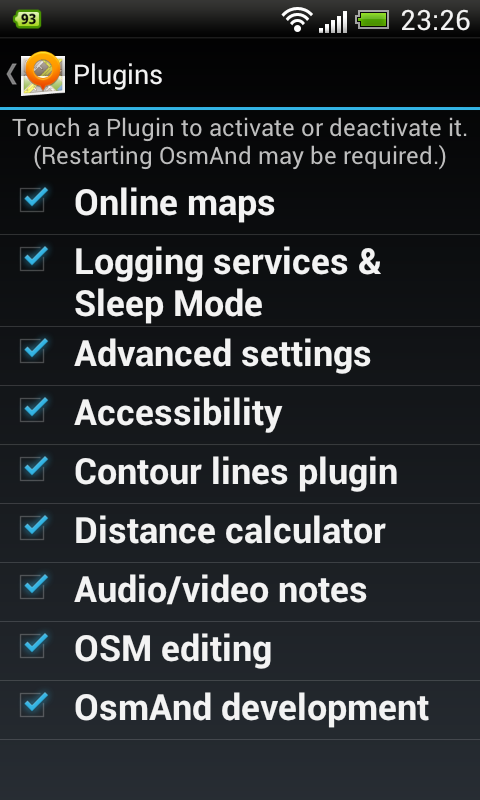 93
23:26
Plugins
Touch a Plugin to activate or deactivate it.
(Restarting OsmAnd may be required.)
Online maps
Logging services &
Sleep Mode
Advanced settings
Accessibility
Contour lines plugin
Distance calculator
Audio/video notes
OSM editing
OsmAnd development